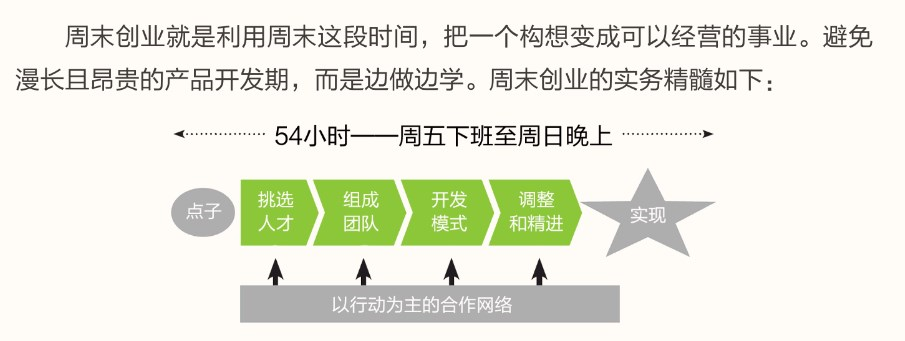 周末创业就是利用周末这段时间，把一个构想变成可以经营的事业。避免
漫长且昂贵的产品开发期，而是边做边学。周末创业的实务精髓如下：
54小时——周五下班至周日晚上
点子
挑选
人才
组成
团队
开发
模式
调整
和精进
实现
以行动为主的合作网络